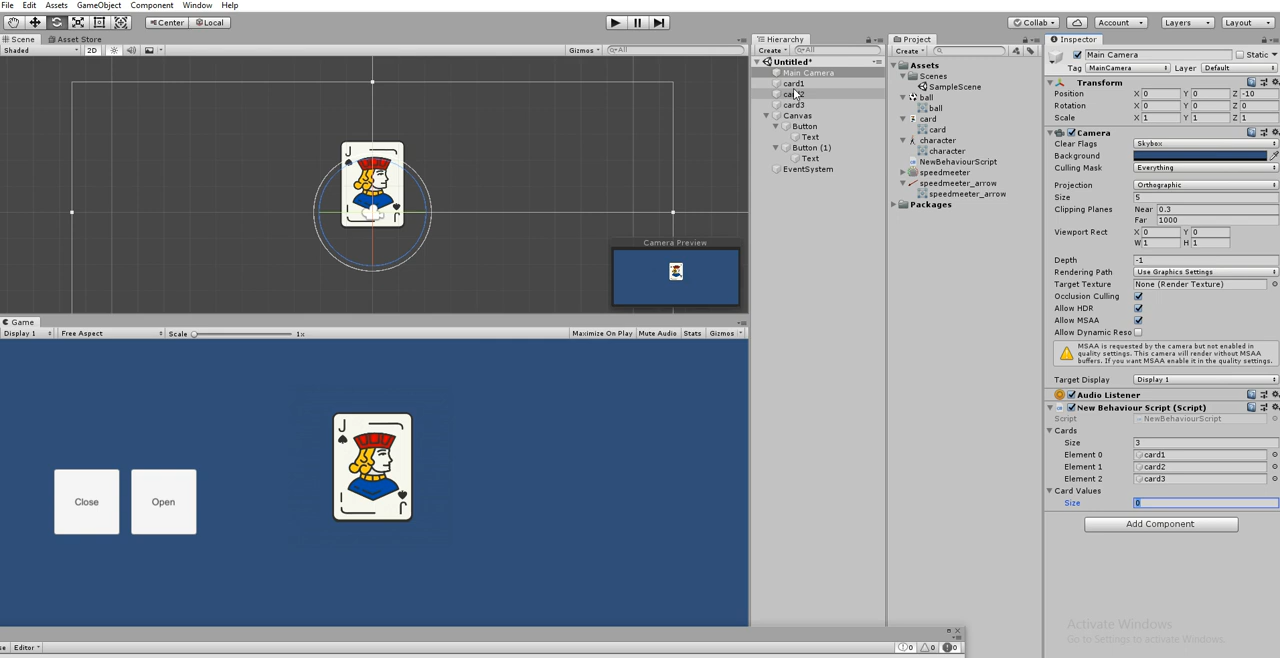 File Edit Assets GameObject Component Window Help
Center Local Collab Account Layers Layout
Scene Asset Store
Shaded 2D Gizmos All
J
J
Camera Preview
Game
Display 1 Free Aspect Scale 1x Maximize On Play Mute Audio Stats Gizmos
J
Close Open
J
Editor 0 0 0
Hierarchy
Create All
Untitled*
Main Camera
card1
card3
Canvas
Button
Text
Button (1)
Text
EventSystem
Project
Create
Assets
Scenes
SampleScene
ball
ball
card
card
character
character
NewBehaviourScript
speedmeeter
speedmeeter_arrow
speedmeeter_arrow
Packages
Inspector
Main Camera Static
Tag MainCamera Layer Default
Transform
Position X 0 Y 0 Z -10
Rotation X 0 Y 0 Z 0
Scale X 1 Y 1 Z 1
Camera
Clear Flags Skybox
Background
Culling Mask Everything
Projection Orthographic
Size 5
Clipping Planes Near 0.3
Far 1000
Viewport Rect X 0 Y 0
W 1 H 1
Depth -1
Rendering Path Use Graphics Settings
Target Texture None (Render Texture)
Occlusion Culling
Allow HDR
Allow MSAA
Allow Dynamic Reso
MSAA is requested by the camera but not enabled in
quality settings. This camera will render without MSAA
buffers. If you want MSAA enable it in the quality settings.
Target Display Display 1
Audio Listener
New Behaviour Script (Script)
Script NewBehaviourScript
Cards
Size 3
Element 0 card1
Element 1 card2
Element 2 card3
Card Values
Size 0
Add Component
Activate Windows
Go to Settings to activate Windows.